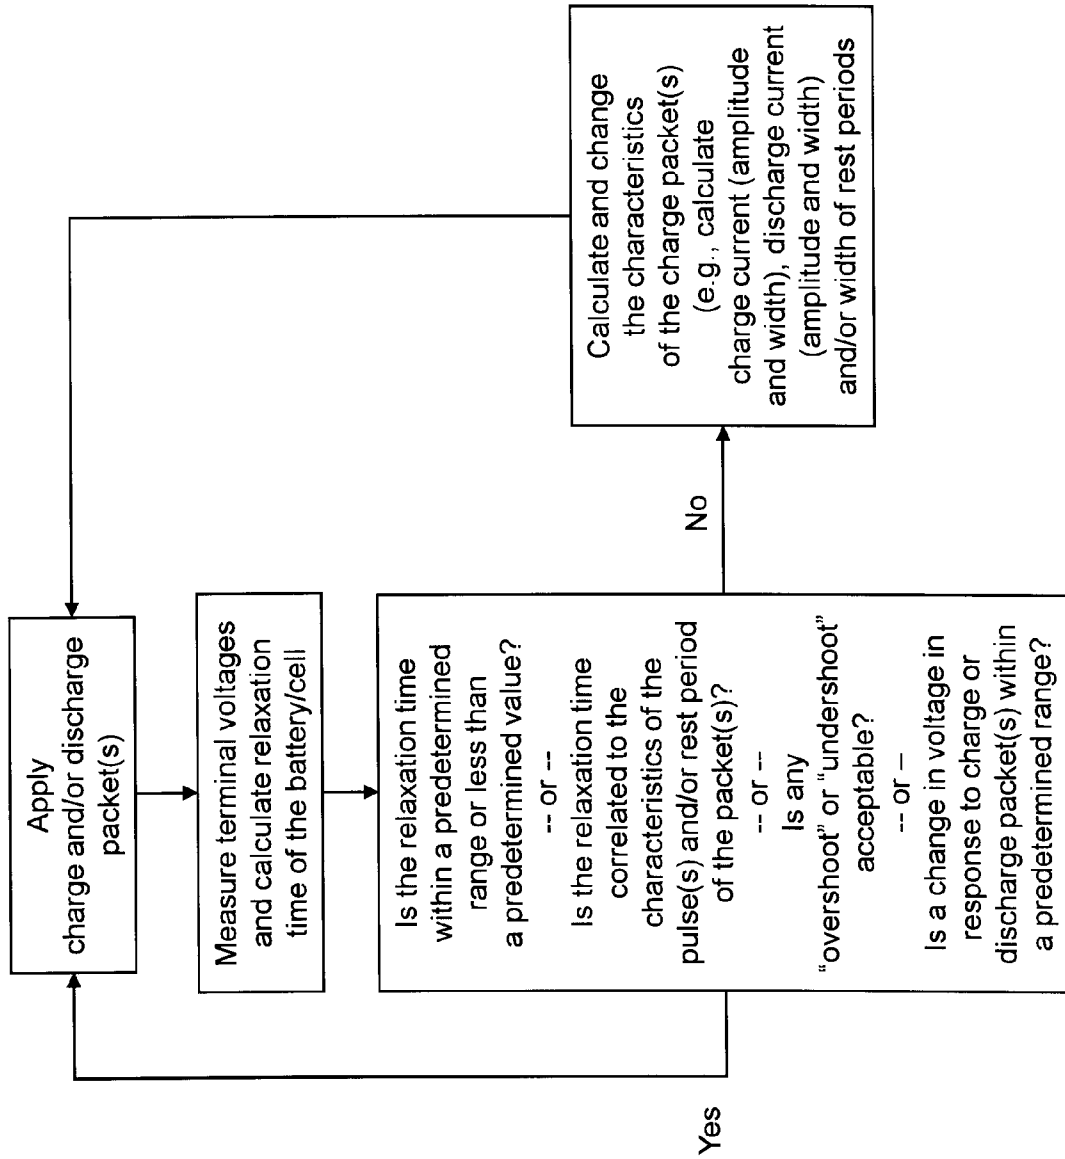 Apply
charge and/or discharge
packet(s)
Measure terminal voltages
and calculate relaxation
time of the battery/cell
Is the relaxation time
within a predetermined
range or less than
a predetermined value?
-- or --
Is the relaxation time
correlated to the
characteristics of the
pulse(s) and/or rest period
of the packet(s)?
-- or --
Is any
“overshoot” or “undershoot”
acceptable?
-- or –
Is a change in voltage in
response to charge or
discharge packet(s) within
a predetermined range?
Yes
No
Calculate and change
the characteristics
of the charge packet(s)
(e.g., calculate
charge current (amplitude
and width), discharge current
(amplitude and width)
and/or width of rest periods